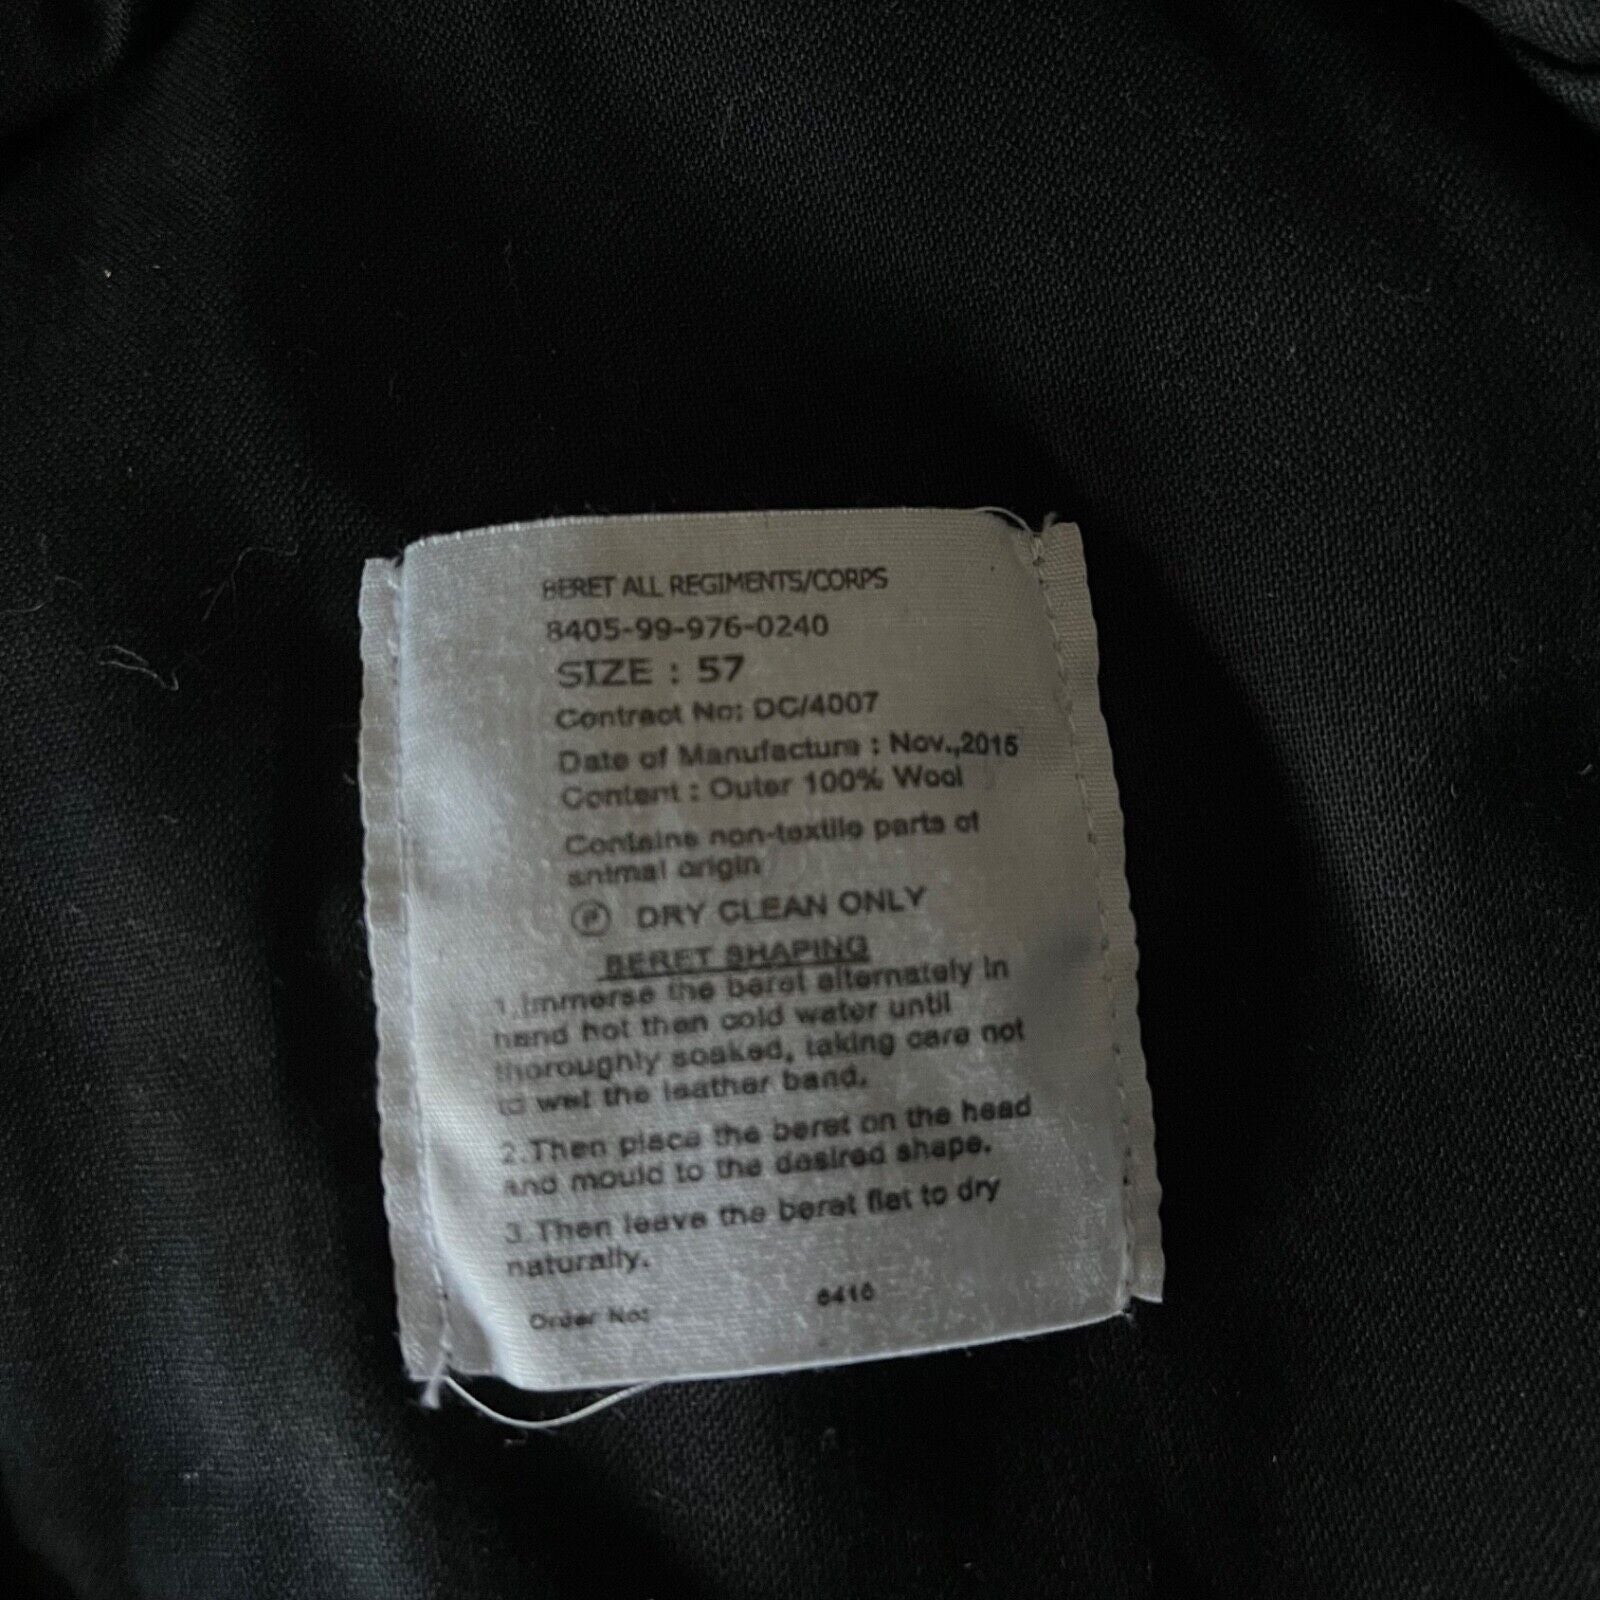 BERET ALL REGIMENTS/CORPS
8405-99-976-0240
SIZE : 57
Contract No: DC/4007
Date of Manufacture : Nov.,2015
Content : Outer 100% Wool
Contains non-textile parts of
animal origin
P DRY CLEAN ONLY
BERET SHAPING
1.Immerse the beret alternately in
hand hot then cold water until
thoroughly soaked, taking care not
to wet the leather band.
2.Then place the beret on the head
and mould to the desired shape.
3.Then leave the beret flat to dry
naturally.
Order No: